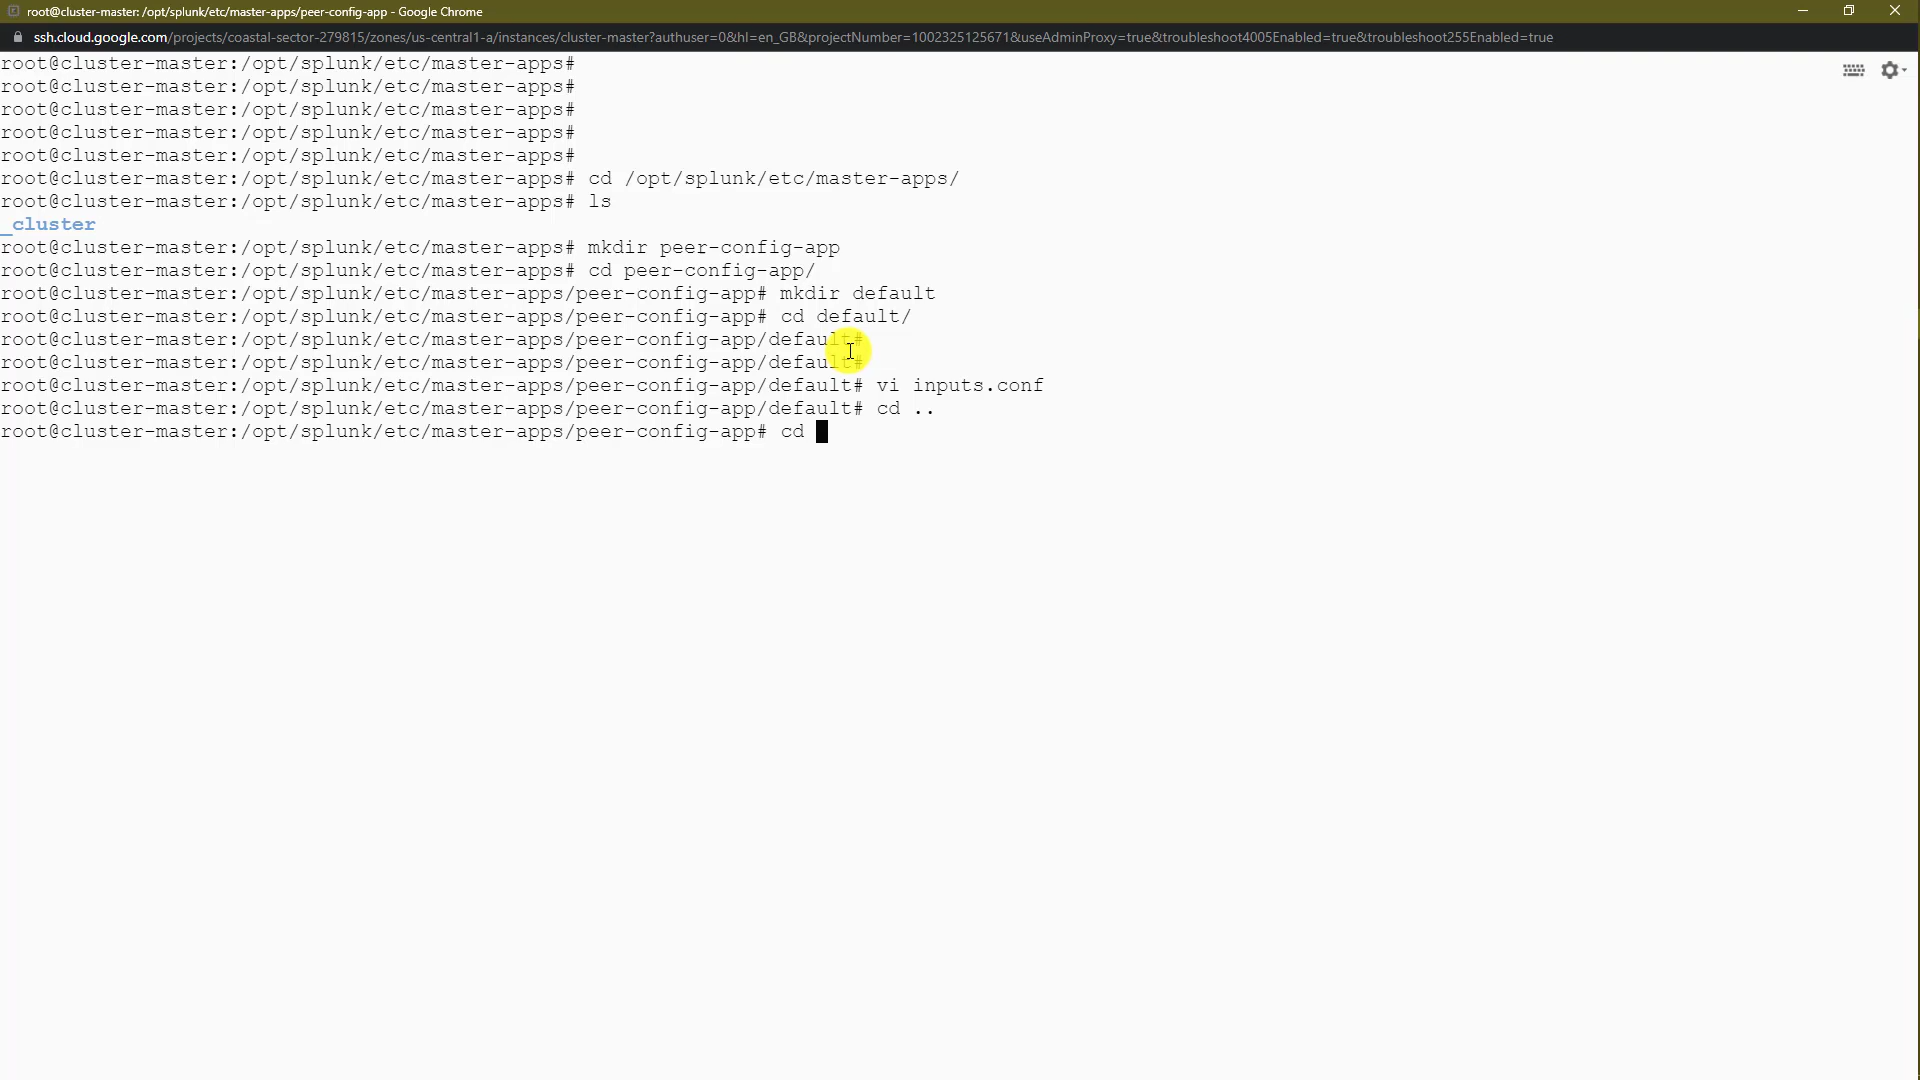 root@cluster-master: /opt/splunk/etc/master-apps/peer-config-app - Google Chrome
ssh.cloud.google.com/projects/coastal-sector-279815/zones/us-central1-a/instances/cluster-master?authuser=0&hl=en_GB&projectNumber=1002325125671&useAdminProxy=true&troubleshoot4005Enabled=true&troubleshoot255Enabled=true
root@cluster-master:/opt/splunk/etc/master-apps#
root@cluster-master:/opt/splunk/etc/master-apps#
root@cluster-master:/opt/splunk/etc/master-apps#
root@cluster-master:/opt/splunk/etc/master-apps#
root@cluster-master:/opt/splunk/etc/master-apps#
root@cluster-master:/opt/splunk/etc/master-apps# cd /opt/splunk/etc/master-apps/
root@cluster-master:/opt/splunk/etc/master-apps# ls
_cluster
root@cluster-master:/opt/splunk/etc/master-apps# mkdir peer-config-app
root@cluster-master:/opt/splunk/etc/master-apps# cd peer-config-app/
root@cluster-master:/opt/splunk/etc/master-apps/peer-config-app# mkdir default
root@cluster-master:/opt/splunk/etc/master-apps/peer-config-app# cd default/
root@cluster-master:/opt/splunk/etc/master-apps/peer-config-app/default#
root@cluster-master:/opt/splunk/etc/master-apps/peer-config-app/default#
root@cluster-master:/opt/splunk/etc/master-apps/peer-config-app/default# vi inputs.conf
root@cluster-master:/opt/splunk/etc/master-apps/peer-config-app/default# cd ..
root@cluster-master:/opt/splunk/etc/master-apps/peer-config-app# cd